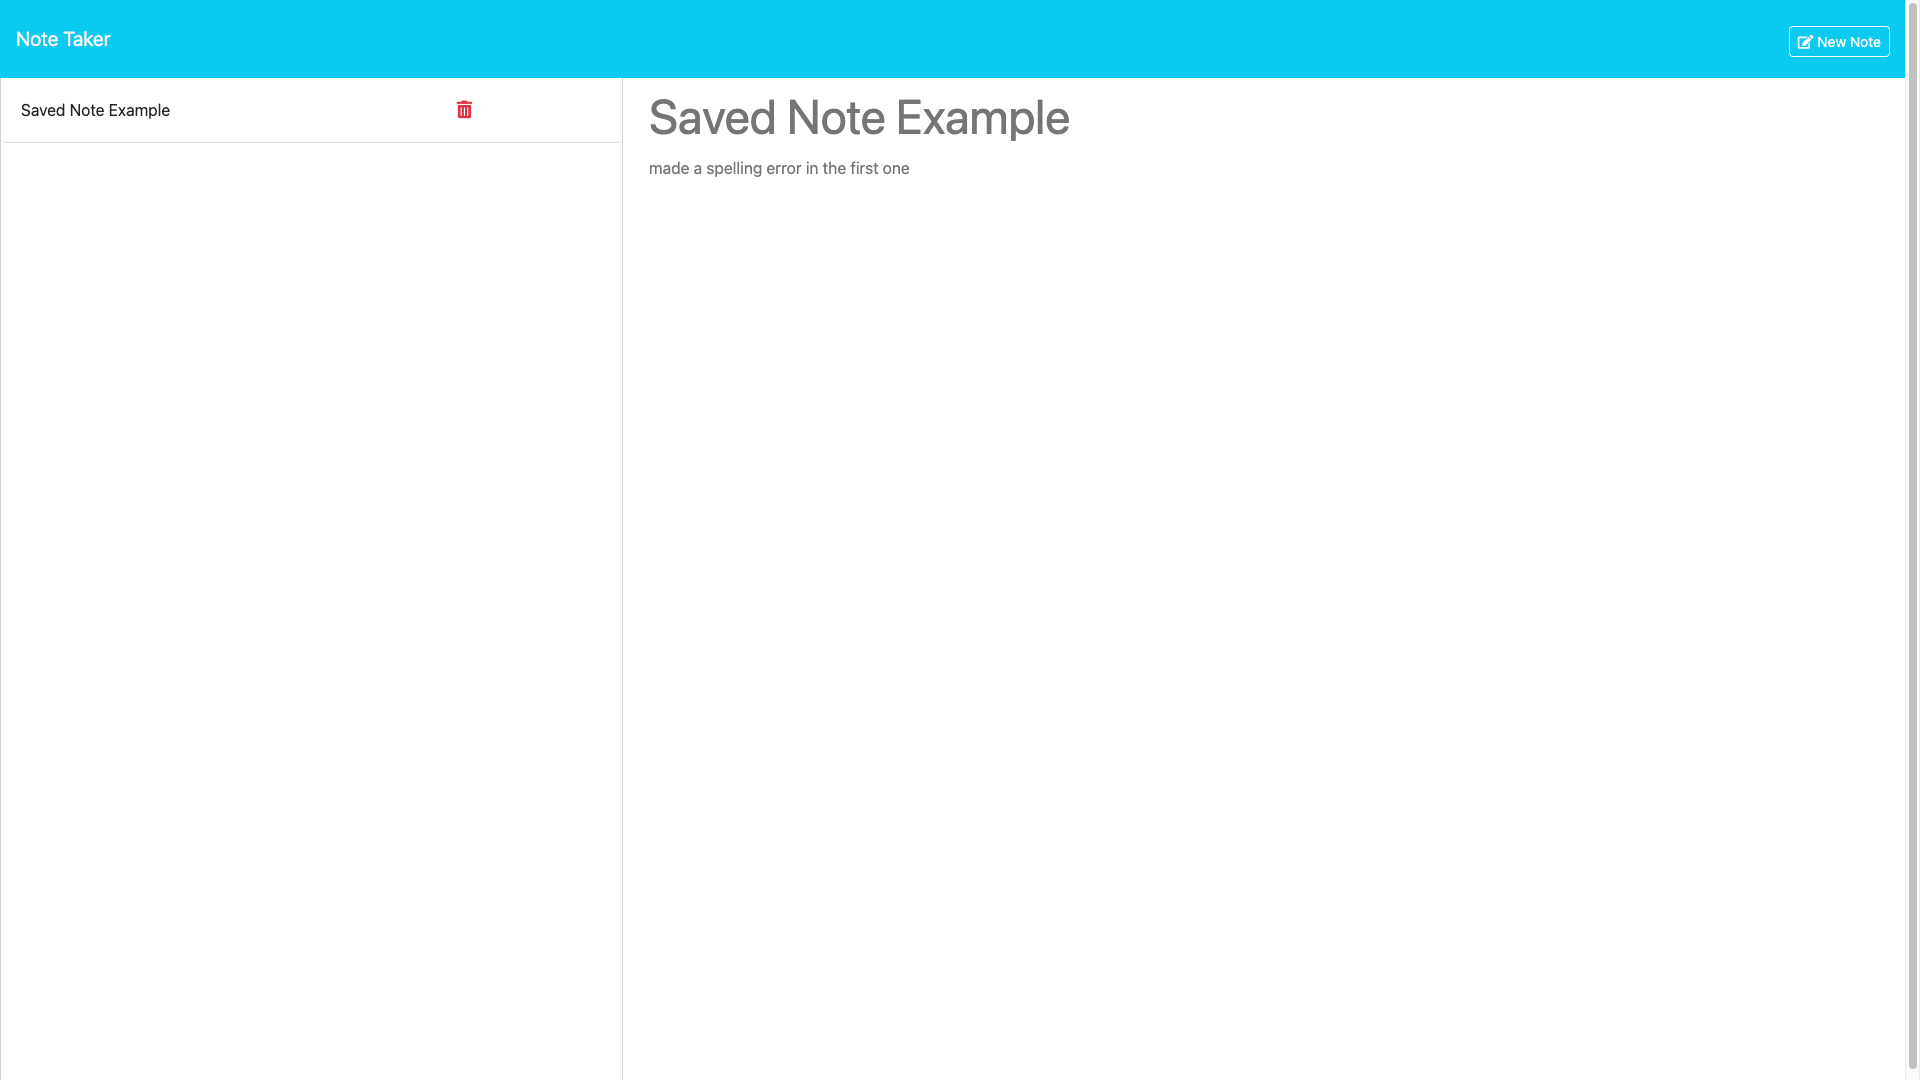 Note Taker
New Note
Saved Note Example
Saved Note Example
made a spelling error in the first one